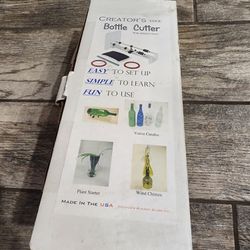 CREATOR'S
Bottle Cutter
EASY TO SET UP
SIMPLE TO LEARN
FUN TO USE
Votive Candles
Plant Starter
Wind Chimes
MADE IN THE USA